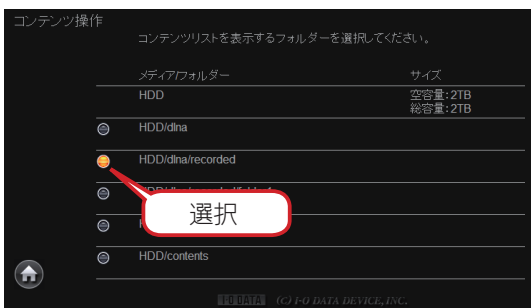 コンテンツ操作
コンテンツリストを表示するフォルダーを選択してください。
メディア/フォルダー サイズ
HDD 空容量:2TB
総容量:2TB
HDD/dlna
HDD/dlna/recorded
選択
HDD/contents
I-O DATA (C) I-O DATA DEVICE, INC.